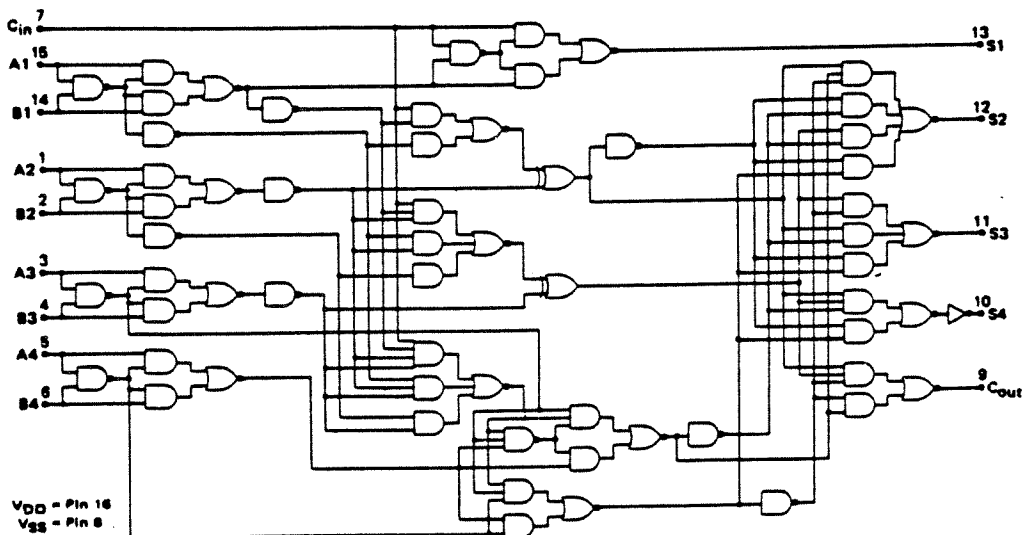 Cin 7
A1 15
B1 14
A2 1
B2 2
A3 3
B3 4
A4 5
B4 6
13 S1
12 S2
11 S3
10 S4
9 Cout
VDD = Pin 16
VSS = Pin 8